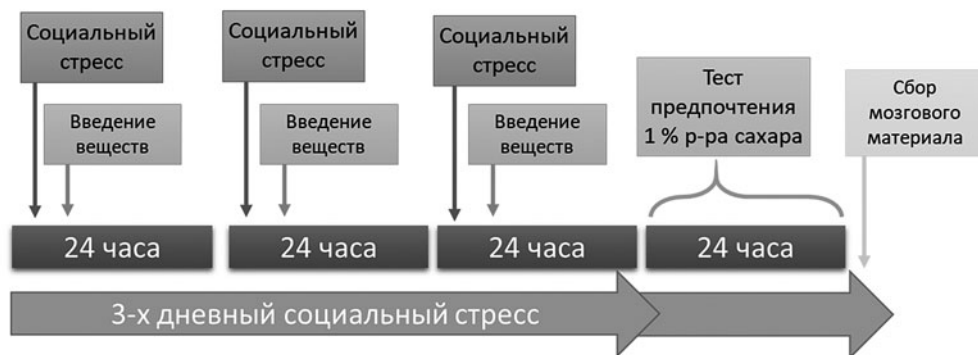 Социальный
стресс
Социальный
стресс
Социальный
стресс
Введение
веществ
Введение
веществ
Введение
веществ
Тест
предпочтения
1 % р-ра сахара
Сбор
мозгового
материала
24 часа
24 часа
24 часа
24 часа
3-х дневный социальный стресс